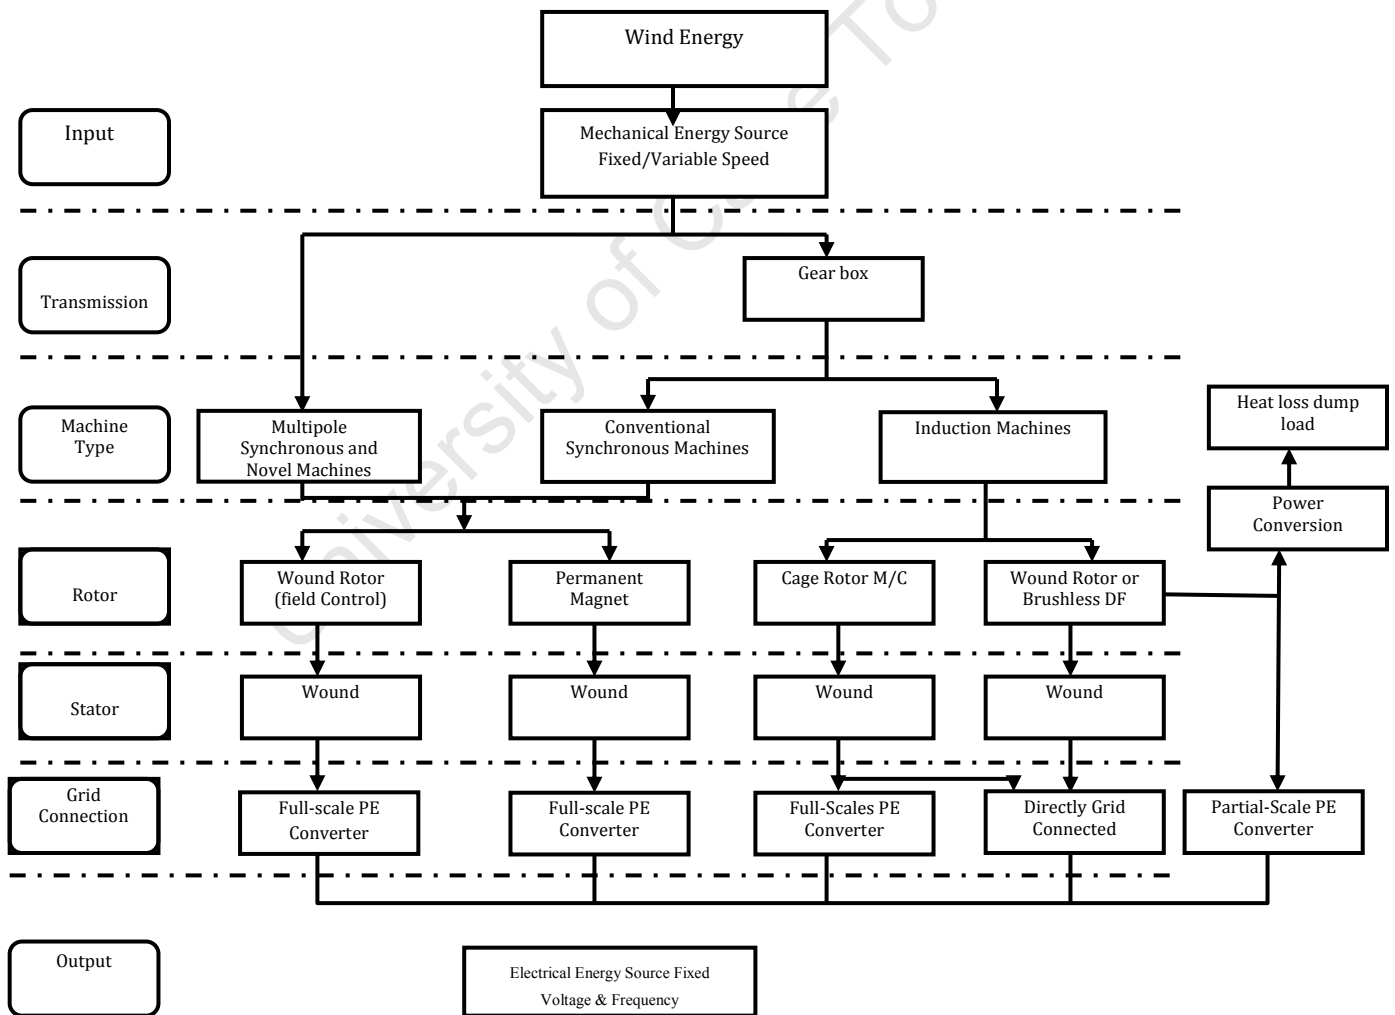 Wind Energy
Input
Mechanical Energy Source
Fixed/Variable Speed
Transmission
Gear box
Machine
Type
Multipole
Synchronous and
Novel Machines
Conventional
Synchronous Machines
Induction Machines
Heat loss dump
load
Power
Conversion
Rotor
Wound Rotor
(field Control)
Permanent
Magnet
Cage Rotor M/C
Wound Rotor or
Brushless DF
Stator
Wound
Wound
Wound
Wound
Grid
Connection
Full-scale PE
Converter
Full-scale PE
Converter
Full-Scales PE
Converter
Directly Grid
Connected
Partial-Scale PE
Converter
Output
Electrical Energy Source Fixed
Voltage & Frequency
University of